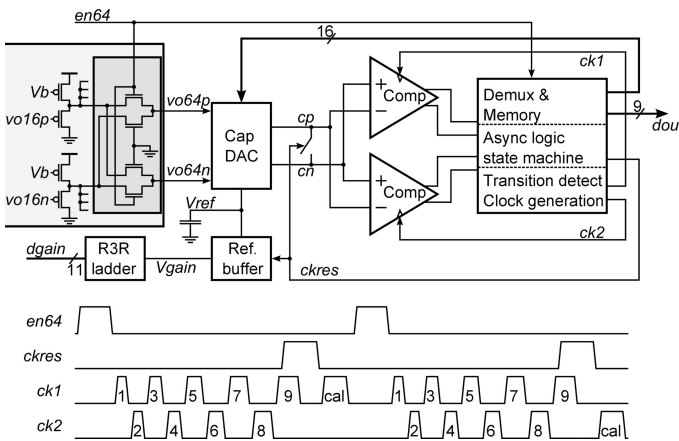 en64
16
ck1
Vb
vo16p
vo64p
Cap
DAC
cp
cn
+
−
Comp
Demux &
Memory
9
dou
Async logic
state machine
Vb
vo16n
vo64n
+
−
Comp
Transition detect
Clock generation
Vref
ck2
dgain
11
R3R
ladder
Vgain
Ref.
buffer
ckres
en64
ckres
ck1 1 3 5 7 9 cal 1 3 5 7 9
ck2 2 4 6 8 2 4 6 8 cal